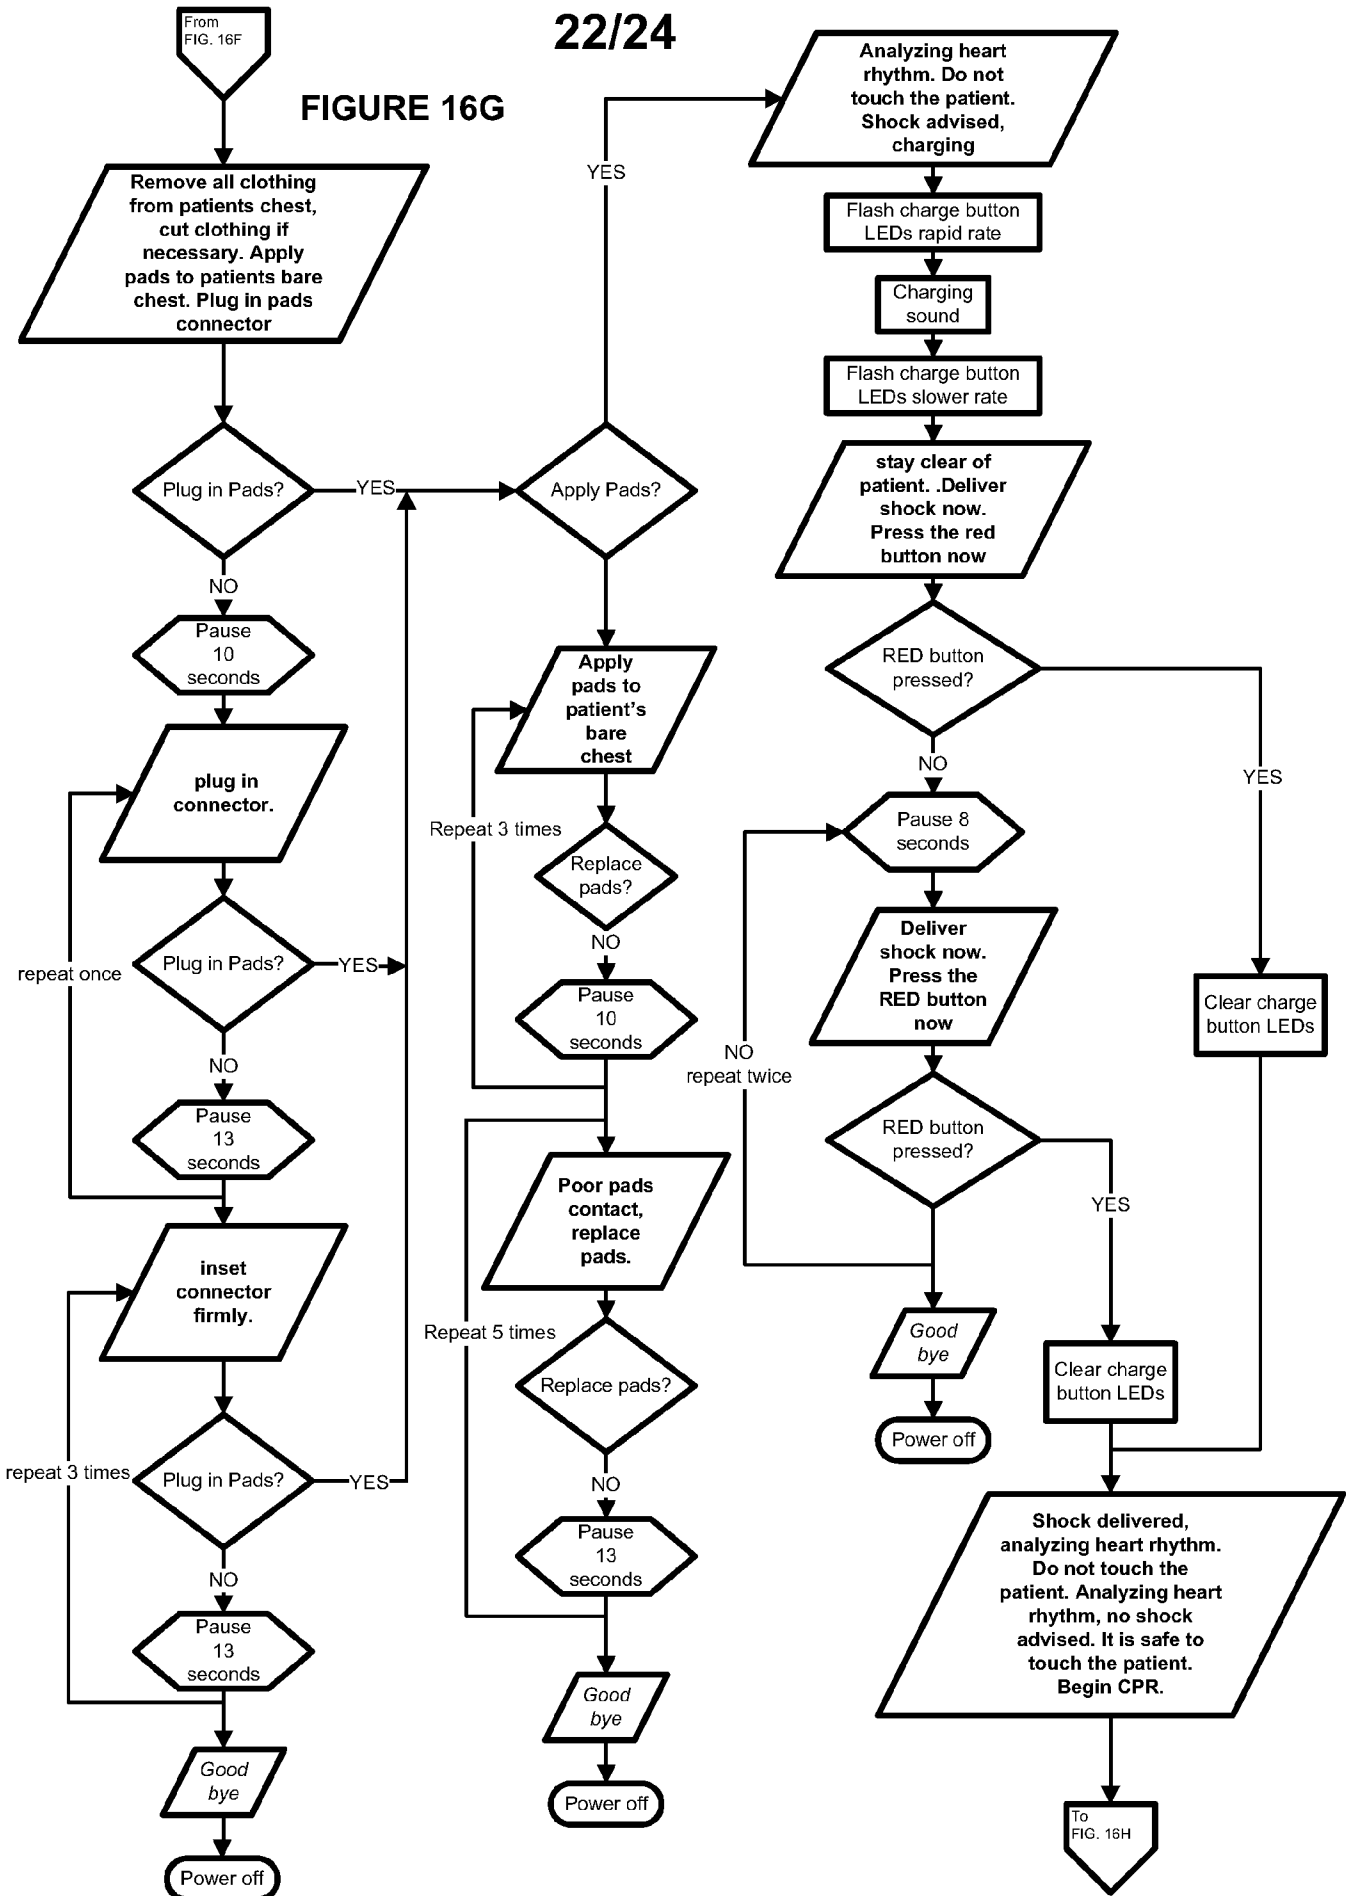 From
FIG. 16F
22/24
FIGURE 16G
Remove all clothing
from patients chest,
cut clothing if
necessary. Apply
pads to patients bare
chest. Plug in pads
connector
Plug in Pads?
YES
NO
Pause
10
seconds
plug in
connector.
Plug in Pads?
YES
repeat once
NO
Pause
13
seconds
inset
connector
firmly.
repeat 3 times
Plug in Pads?
YES
NO
Pause
13
seconds
Good
bye
Power off
YES
Apply Pads?
Apply
pads to
patient's
bare
chest
Repeat 3 times
Replace
pads?
NO
Pause
10
seconds
Poor pads
contact,
replace
pads.
Repeat 5 times
Replace pads?
NO
Pause
13
seconds
Good
bye
Power off
Analyzing heart
rhythm. Do not
touch the patient.
Shock advised,
charging
Flash charge button
LEDs rapid rate
Charging
sound
Flash charge button
LEDs slower rate
stay clear of
patient. .Deliver
shock now.
Press the red
button now
RED button
pressed?
NO
YES
Pause 8
seconds
Deliver
shock now.
Press the
RED button
now
NO
repeat twice
RED button
pressed?
YES
Good
bye
Power off
Clear charge
button LEDs
Clear charge
button LEDs
Shock delivered,
analyzing heart rhythm.
Do not touch the
patient. Analyzing heart
rhythm, no shock
advised. It is safe to
touch the patient.
Begin CPR.
To
FIG. 16H